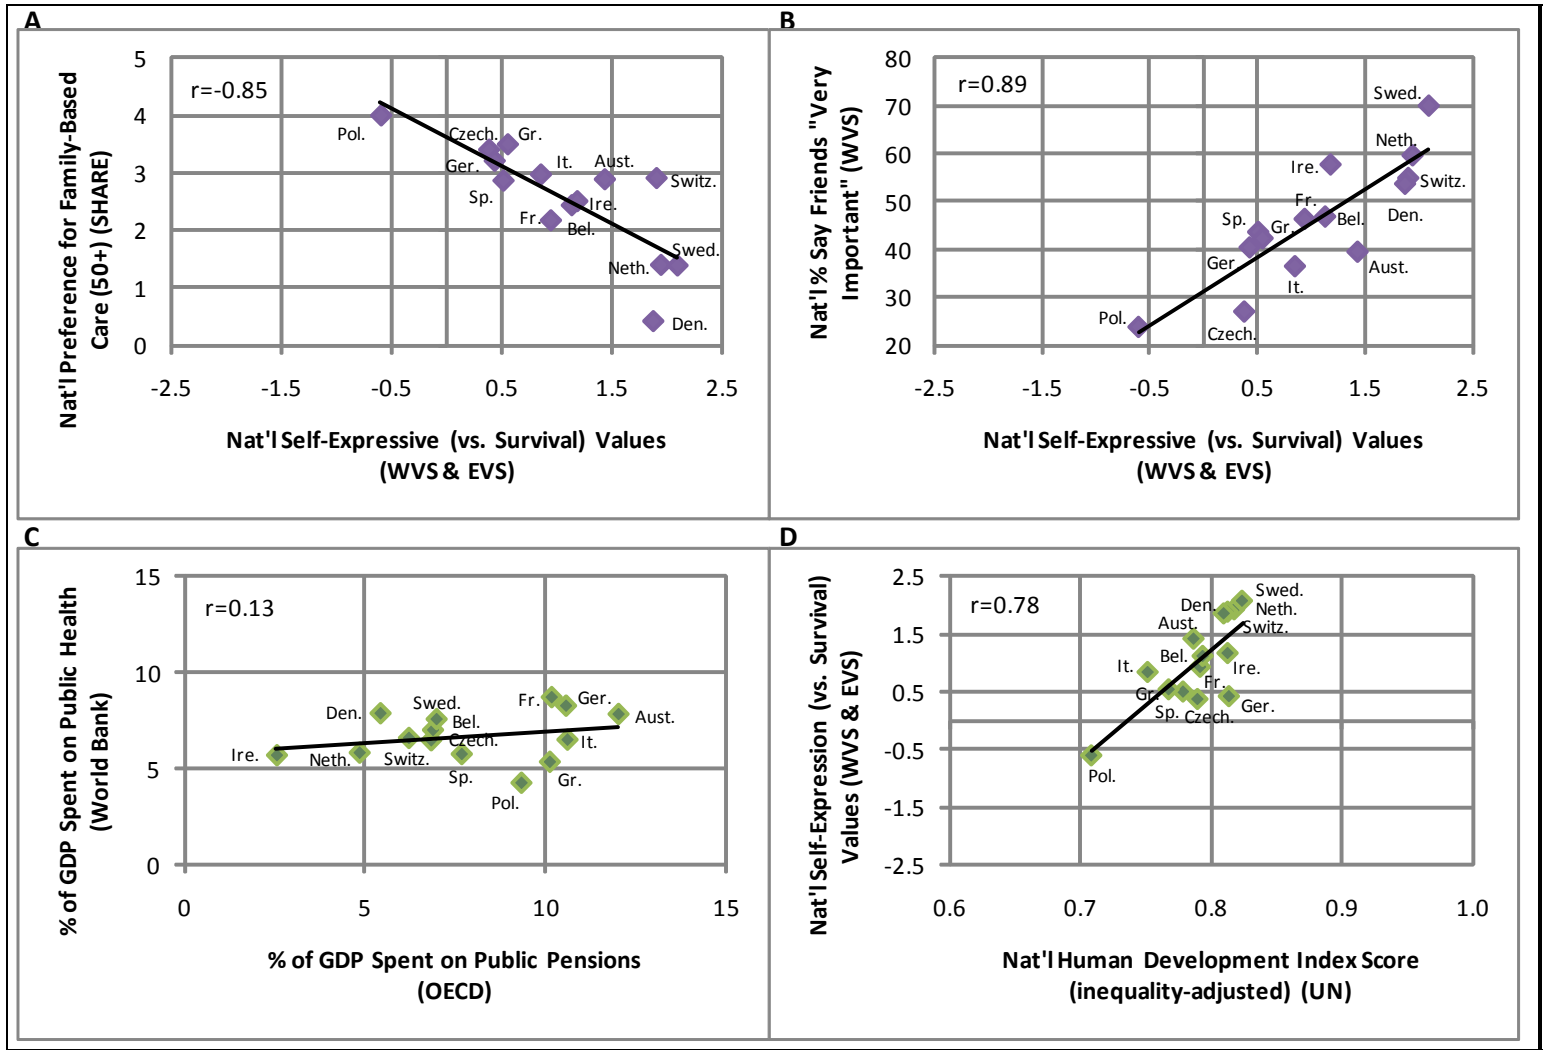 A
r=-0.85
5
4
3
2
1
0
Pol.
Czech.
Gr.
Ger.
It.
Aust.
Sp.
Switz.
Fr.
Ire.
Bel.
Swed.
Neth.
Den.
-2.5 -1.5 -0.5 0.5 1.5 2.5
Nat'l Preference for Family-Based
Care (50+) (SHARE)
Nat'l Self-Expressive (vs. Survival) Values
(WVS & EVS)
B
r=0.89
80
70
60
50
40
30
20
Swed.
Neth.
Ire.
Switz.
Fr.
Den.
Sp.
Gr.
Bel.
Ger
Aust.
It.
Pol.
Czech.
-2.5 -1.5 -0.5 0.5 1.5 2.5
Nat'l % Say Friends "Very
Important" (WVS)
Nat'l Self-Expressive (vs. Survival) Values
(WVS & EVS)
C
r=0.13
15
10
5
0
Den.
Swed.
Fr.
Ger.
Bel.
Aust.
Czech.
It.
Ire.
Neth.
Switz.
Sp.
Gr.
Pol.
0 5 10 15
% of GDP Spent on Public Health
(World Bank)
% of GDP Spent on Public Pensions
(OECD)
D
r=0.78
2.5
1.5
0.5
-0.5
-1.5
-2.5
Swed.
Den.
Neth.
Aust.
Switz.
Bel.
It.
Ire.
Fr.
Gr.
Ger.
Sp.
Czech.
Pol.
0.6 0.7 0.8 0.9 1.0
Nat'l Self-Expression (vs. Survival)
Values (WVS & EVS)
Nat'l Human Development Index Score
(inequality-adjusted) (UN)